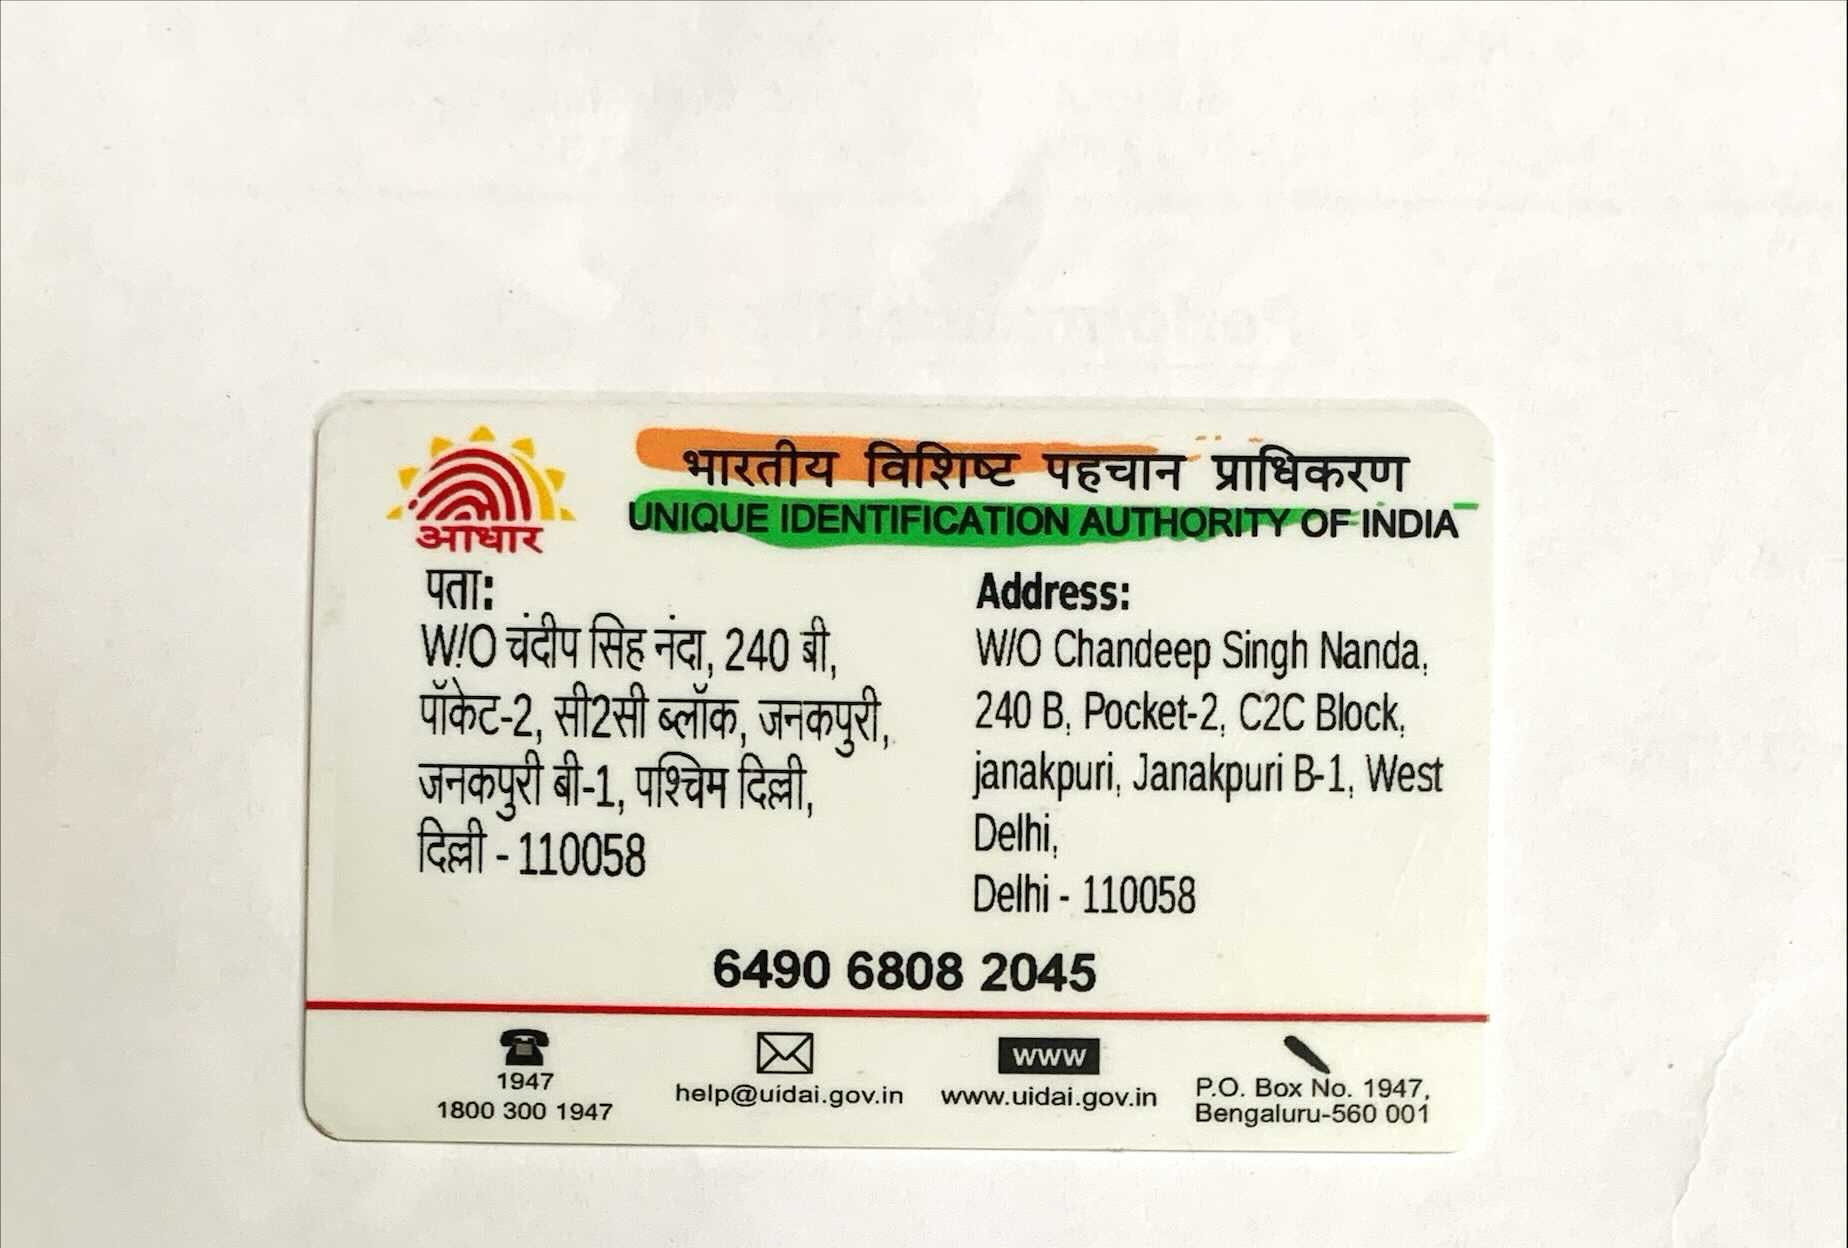 आधार
भारतीय विशिष्ट पहचान प्राधिकरण
UNIQUE IDENTIFICATION AUTHORITY OF INDIA
पता:
W/O चंदीप सिंह नंदा, 240 बी,
पॉकेट-2, सी2सी ब्लॉक, जनकपुरी,
जनकपुरी बी-1, पश्चिम दिल्ली,
दिल्ली - 110058
Address:
W/O Chandeep Singh Nanda,
240 B, Pocket-2, C2C Block,
janakpuri, Janakpuri B-1, West
Delhi,
Delhi - 110058
6490 6808 2045
1947
1800 300 1947
help@uidai.gov.in
www
www.uidai.gov.in
P.O. Box No. 1947,
Bengaluru-560 001